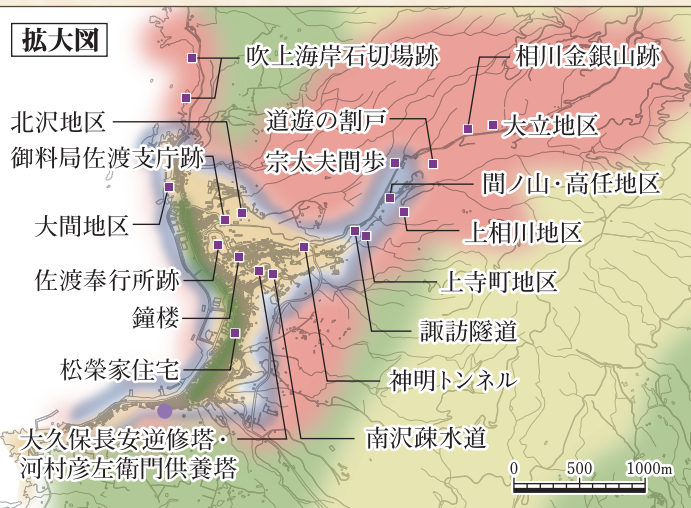 拡大図
吹上海岸石切場跡
相川金銀山跡
北沢地区
道遊の割戸
大立地区
御料局佐渡支庁跡
宗太夫間歩
間ノ山・高任地区
大間地区
上相川地区
佐渡奉行所跡
上寺町地区
鐘楼
諏訪隧道
松榮家住宅
神明トンネル
大久保長安逆修塔・
河村彦左衛門供養塔
南沢疎水道
0 500 1000m